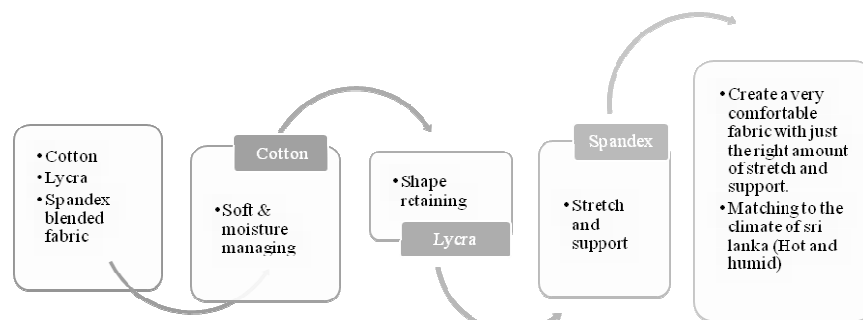 • Cotton
• Lycra
• Spandex
blended
fabric
Cotton
• Soft &
moisture
managing
• Shape
retaining
Lycra
Spandex
• Stretch
and
support
• Create a very
comfortable
fabric with just
the right amount
of stretch and
support.
• Matching to the
climate of sri
lanka (Hot and
humid)